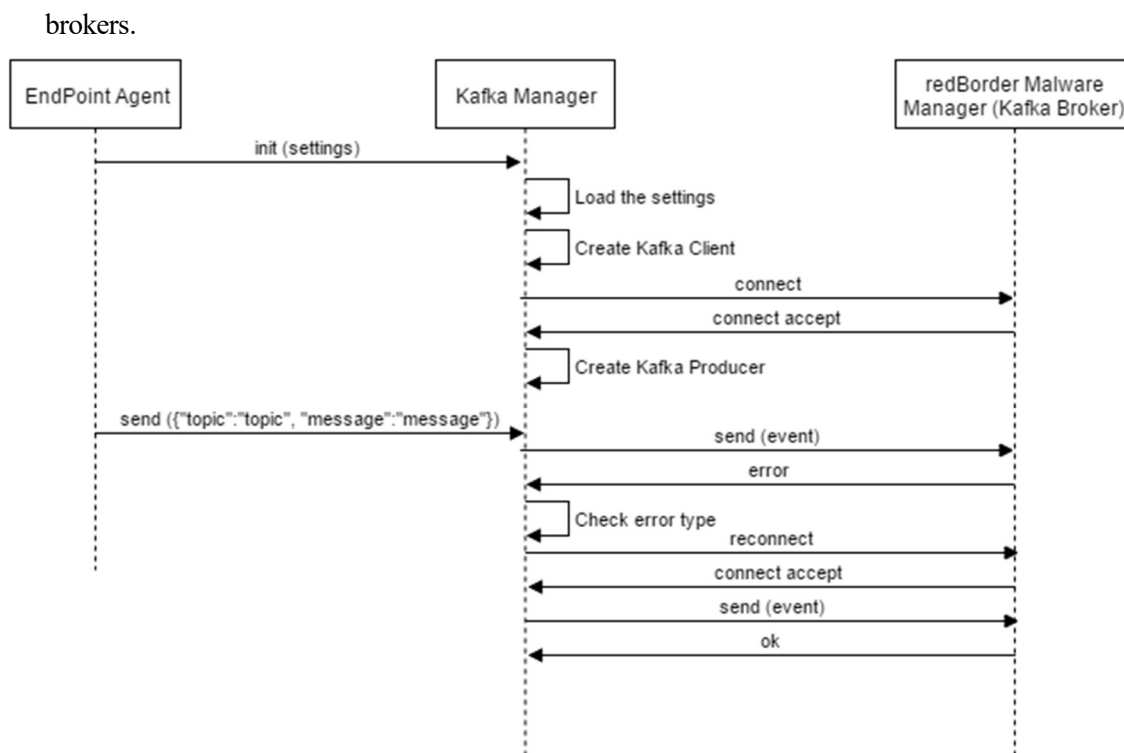 brokers.
EndPoint Agent
Kafka Manager
redBorder Malware
Manager (Kafka Broker)
init (settings)
Load the settings
Create Kafka Client
connect
connect accept
Create Kafka Producer
send ({"topic":"topic", "message":"message"})
send (event)
error
Check error type
reconnect
connect accept
send (event)
ok